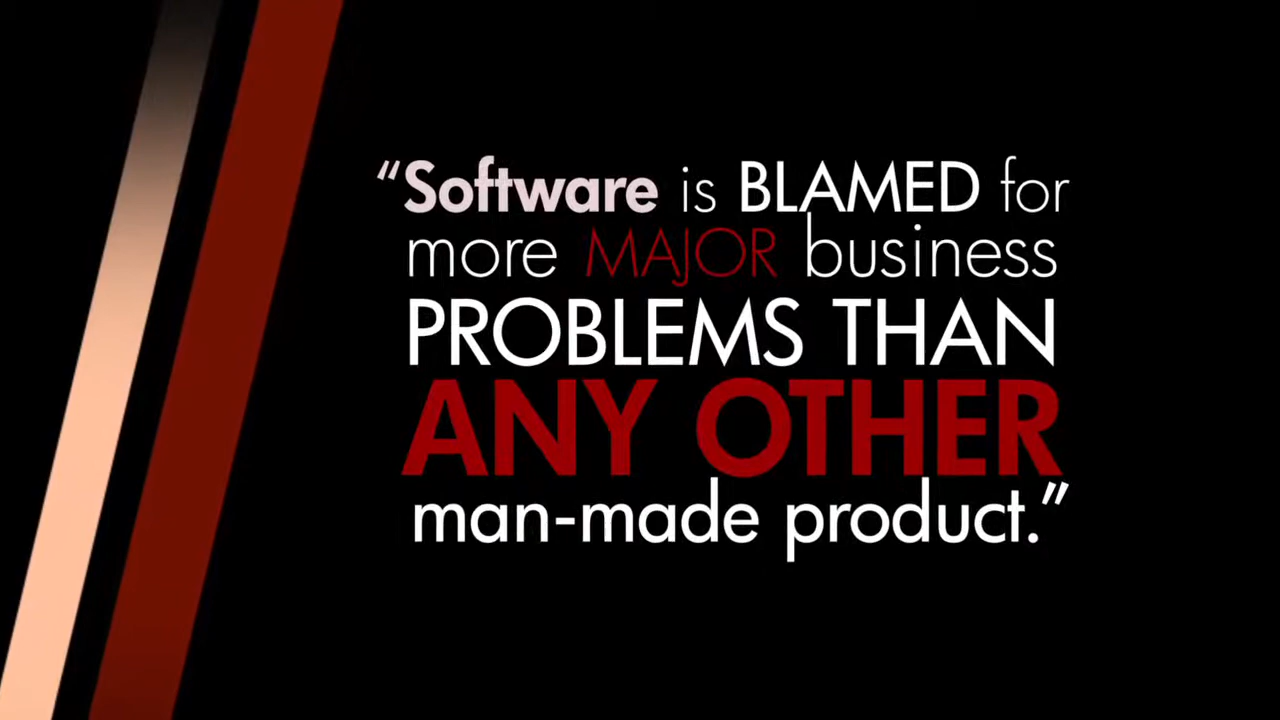 “Software is BLAMED for
more MAJOR business
PROBLEMS THAN
ANY OTHER
man-made product.”